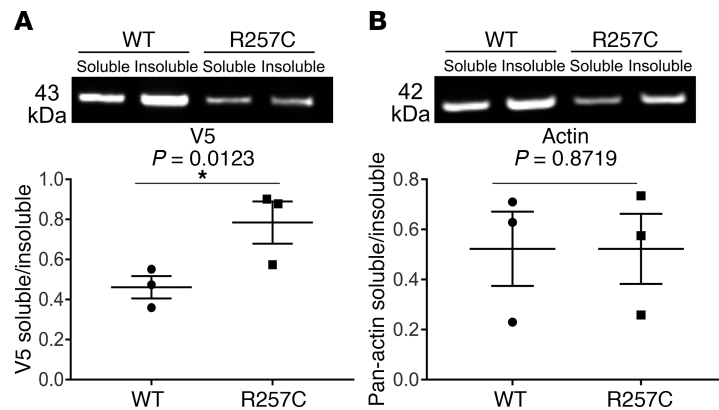 A
WT R257C
Soluble Insoluble Soluble Insoluble
43
kDa
V5
P = 0.0123
*
1.0
0.8
0.6
0.4
0.2
0.0
V5 soluble/insoluble
WT R257C
B
WT R257C
Soluble Insoluble Soluble Insoluble
42
kDa
Actin
P = 0.8719
0.8
0.6
0.4
0.2
0.0
Pan-actin soluble/insoluble
WT R257C